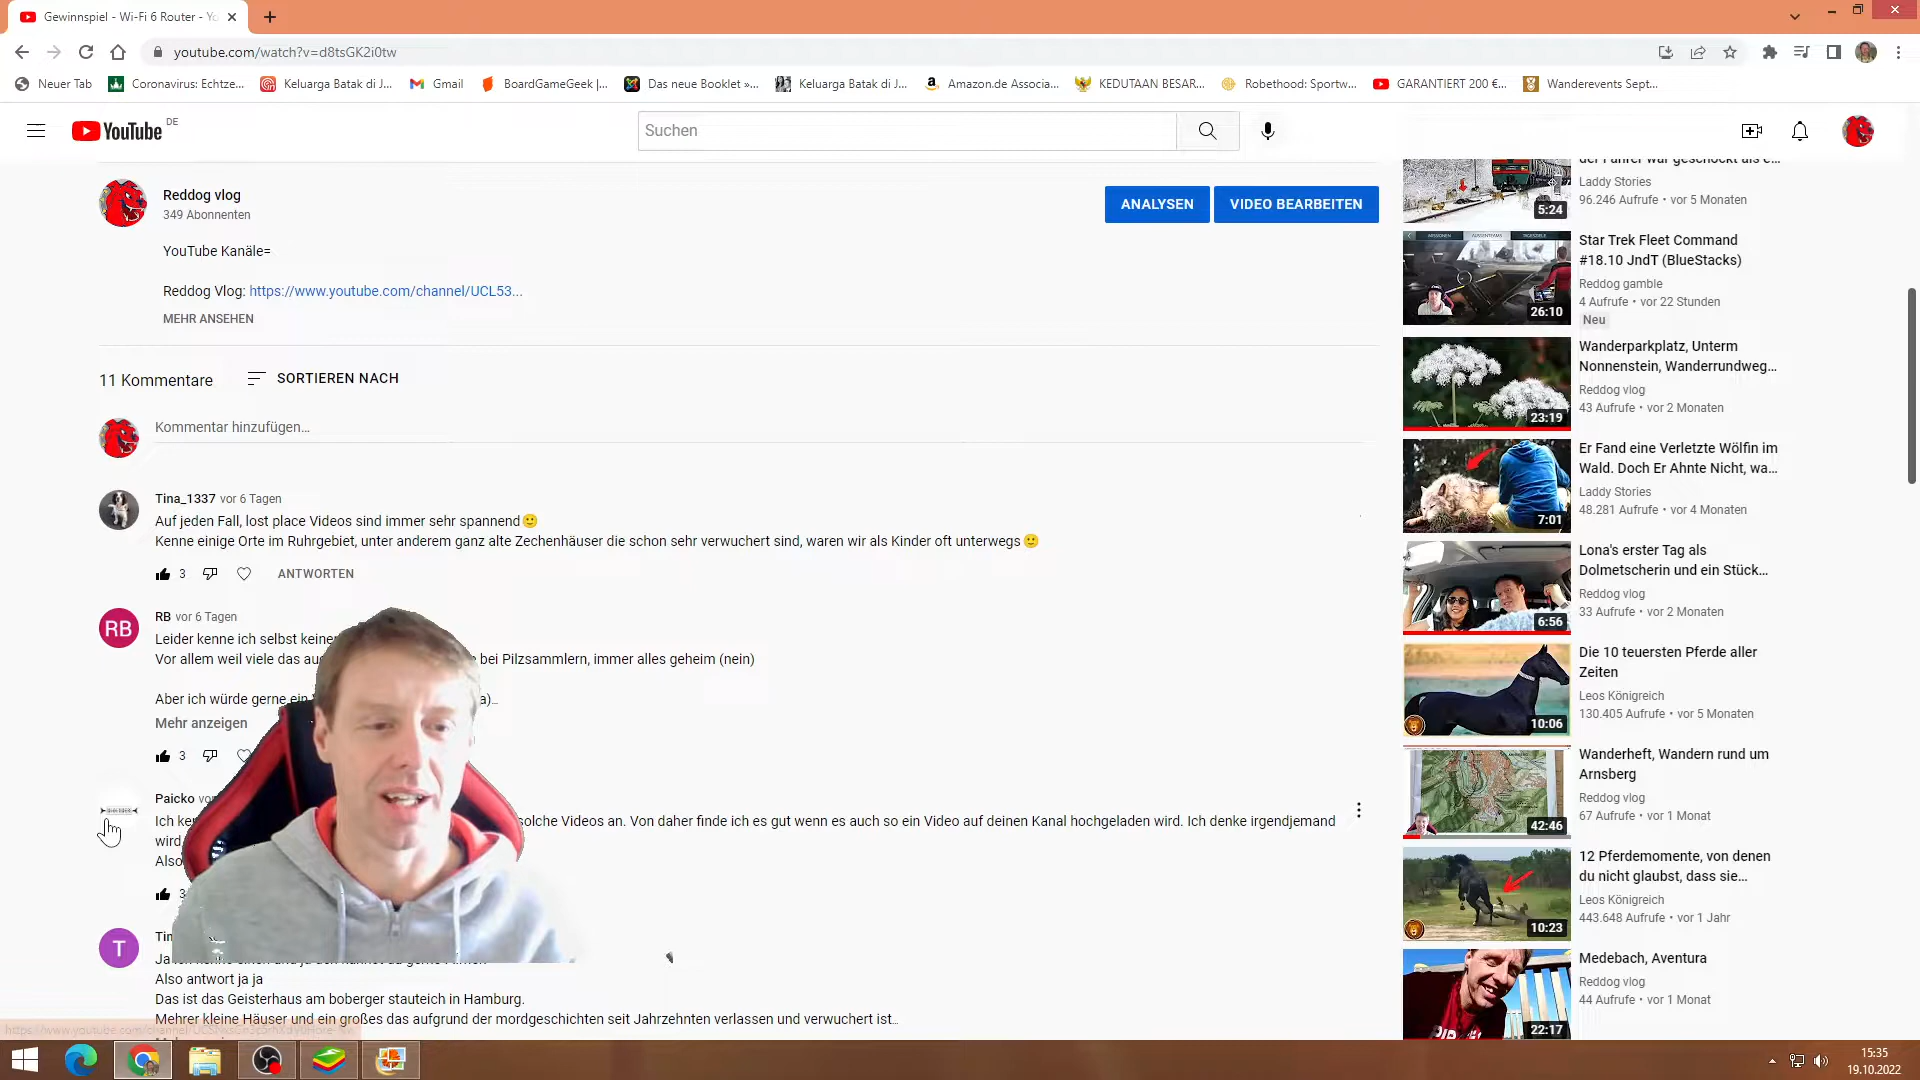 Gewinnspiel - Wi-Fi 6 Router - Yo
youtube.com/watch?v=d8tsGK2i0tw
Neuer Tab
Coronavirus: Echtze...
Keluarga Batak di J...
Gmail
BoardGameGeek |...
Das neue Booklet »...
Keluarga Batak di J...
Amazon.de Associa...
KEDUTAAN BESAR...
Robethood: Sportw...
GARANTIERT 200 €...
Wanderevents Sept...
YouTube DE
Suchen
Reddog vlog
349 Abonnenten
ANALYSEN
VIDEO BEARBEITEN
YouTube Kanäle=
Reddog Vlog: https://www.youtube.com/channel/UCL53...
MEHR ANSEHEN
11 Kommentare
SORTIEREN NACH
Kommentar hinzufügen...
Tina_1337 vor 6 Tagen
Auf jeden Fall, lost place Videos sind immer sehr spannend🙂
Kenne einige Orte im Ruhrgebiet, unter anderem ganz alte Zechenhäuser die schon sehr verwuchert sind, waren wir als Kinder oft unterwegs🙂
3
ANTWORTEN
RB
RB vor 6 Tagen
Leider kenne ich selbst keinen
Vor allem weil viele das bei Pilzsammlern, immer alles geheim (nein)
Aber ich würde gerne ein a)...
Mehr anzeigen
3
Paicko
Ich solche Videos an. Von daher finde ich es gut wenn es auch so ein Video auf deinen Kanal hochgeladen wird. Ich denke irgendjemand
wird,
Also
3
T
Also antwort ja ja
Das ist das Geisterhaus am boberger stauteich in Hamburg.
Mehrer kleine Häuser und ein großes das aufgrund der mordgeschichten seit Jahrzehnten verlassen und verwuchert ist...
der Fahrer war geschockt als e...
Laddy Stories
96.246 Aufrufe • vor 5 Monaten
5:24
Star Trek Fleet Command
#18.10 JndT (BlueStacks)
Reddog gamble
4 Aufrufe • vor 22 Stunden
Neu
26:10
Wanderparkplatz, Unterm
Nonnenstein, Wanderrundweg...
Reddog vlog
43 Aufrufe • vor 2 Monaten
23:19
Er Fand eine Verletzte Wölfin im
Wald. Doch Er Ahnte Nicht, wa...
Laddy Stories
48.281 Aufrufe • vor 4 Monaten
7:01
Lona's erster Tag als
Dolmetscherin und ein Stück...
Reddog vlog
33 Aufrufe • vor 2 Monaten
6:56
Die 10 teuersten Pferde aller
Zeiten
Leos Königreich
130.405 Aufrufe • vor 5 Monaten
10:06
Wanderheft, Wandern rund um
Arnsberg
Reddog vlog
67 Aufrufe • vor 1 Monat
42:46
12 Pferdemomente, von denen
du nicht glaubst, dass sie...
Leos Königreich
443.648 Aufrufe • vor 1 Jahr
10:23
Medebach, Aventura
Reddog vlog
44 Aufrufe • vor 1 Monat
22:17
15:35
19.10.2022